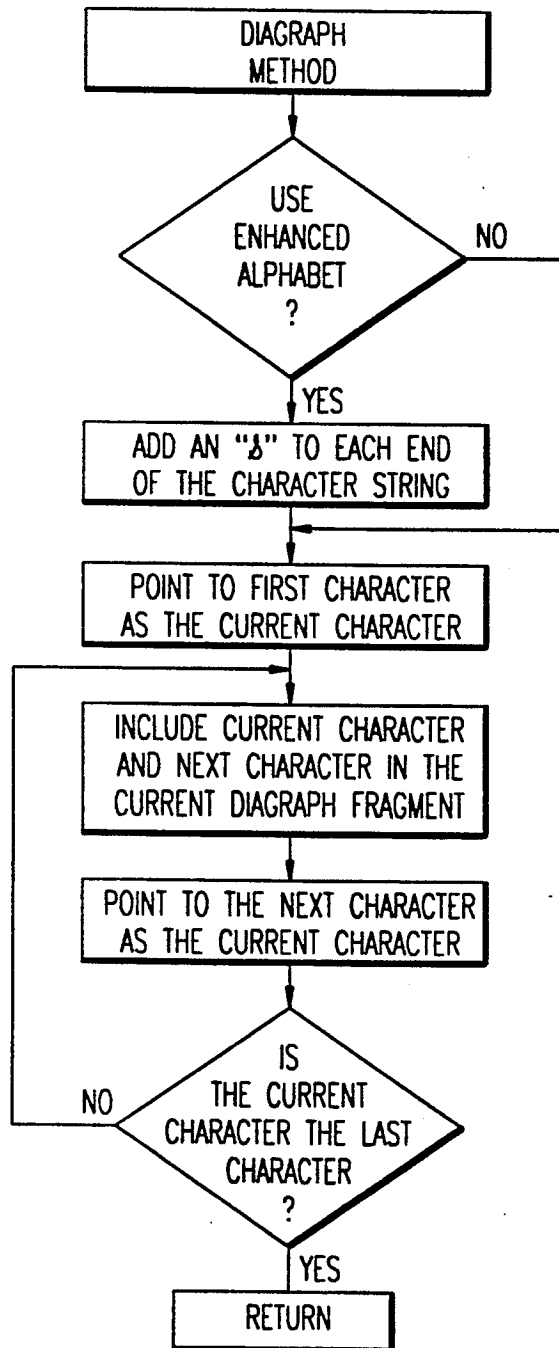 DIAGRAPH
METHOD
USE
ENHANCED
ALPHABET
?
NO
YES
ADD AN TO EACH END
OF THE CHARACTER STRING
POINT TO FIRST CHARACTER
AS THE CURRENT CHARACTER
INCLUDE CURRENT CHARACTER
AND NEXT CHARACTER IN THE
CURRENT DIAGRAPH FRAGMENT
POINT TO THE NEXT CHARACTER
AS THE CURRENT CHARACTER
IS
THE CURRENT
CHARACTER THE LAST
CHARACTER
?
NO
YES
RETURN